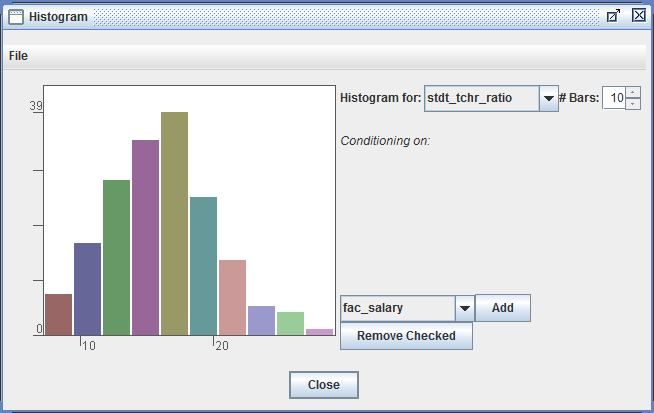 Histogram
File
39
0
10
20
Histogram for: stdt_tchr_ratio # Bars: 10
Conditioning on:
fac_salary Add
Remove Checked
Close